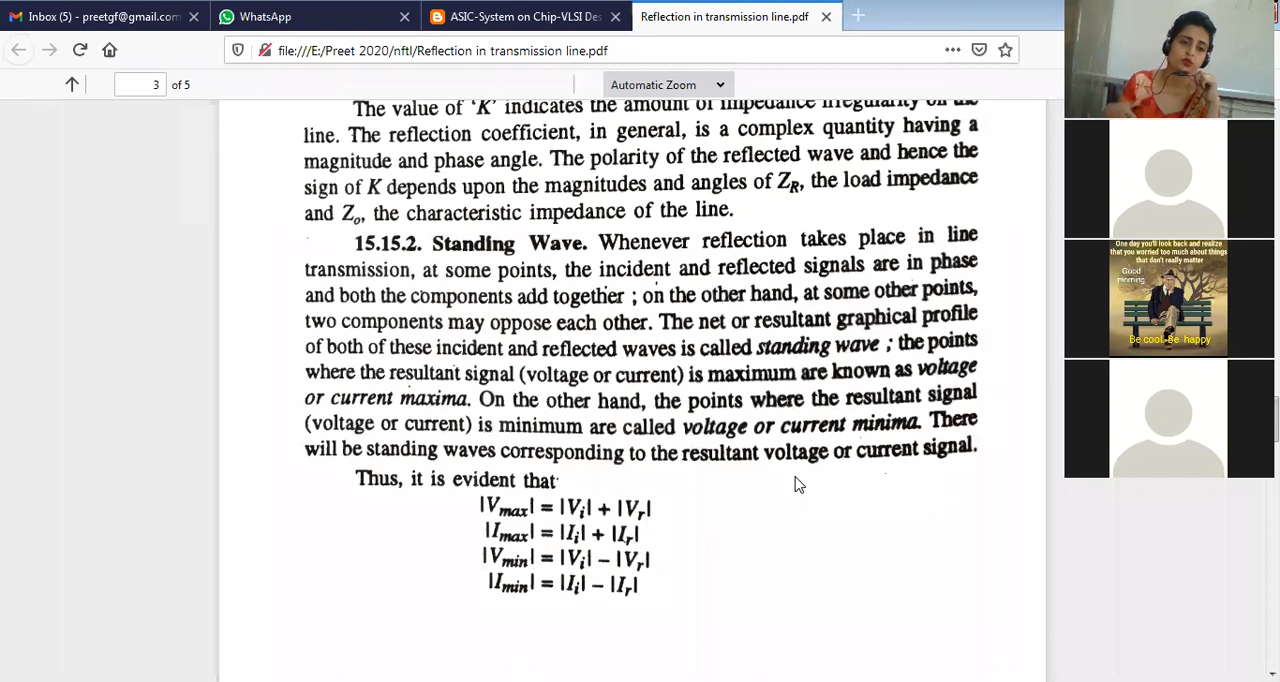 Inbox (5) - preetgf@gmail.com
WhatsApp
ASIC-System on Chip-VLSI Des
Reflection in transmission line.pdf
file:///E:/Preet 2020/nftl/Reflection in transmission line.pdf
3 of 5
Automatic Zoom
The value of 'K' indicates the amount of impedance irregularity on the
line. The reflection coefficient, in general, is a complex quantity having a
magnitude and phase angle. The polarity of the reflected wave and hence the
sign of K depends upon the magnitudes and angles of Z_R, the load impedance
and Z_o, the characteristic impedance of the line.
15.15.2. Standing Wave. Whenever reflection takes place in line
transmission, at some points, the incident and reflected signals are in phase
and both the components add together ; on the other hand, at some other points,
two components may oppose each other. The net or resultant graphical profile
of both of these incident and reflected waves is called standing wave ; the points
where the resultant signal (voltage or current) is maximum are known as voltage
or current maxima. On the other hand, the points where the resultant signal
(voltage or current) is minimum are called voltage or current minima. There
will be standing waves corresponding to the resultant voltage or current signal.
Thus, it is evident that
|V_max| = |V_i| + |V_r|
|I_max| = |I_i| + |I_r|
|V_min| = |V_i| − |V_r|
|I_min| = |I_i| − |I_r|
One day you'll look back and realize
that you worried too much about things
that don't really matter
Good
morning
Be cool. Be happy